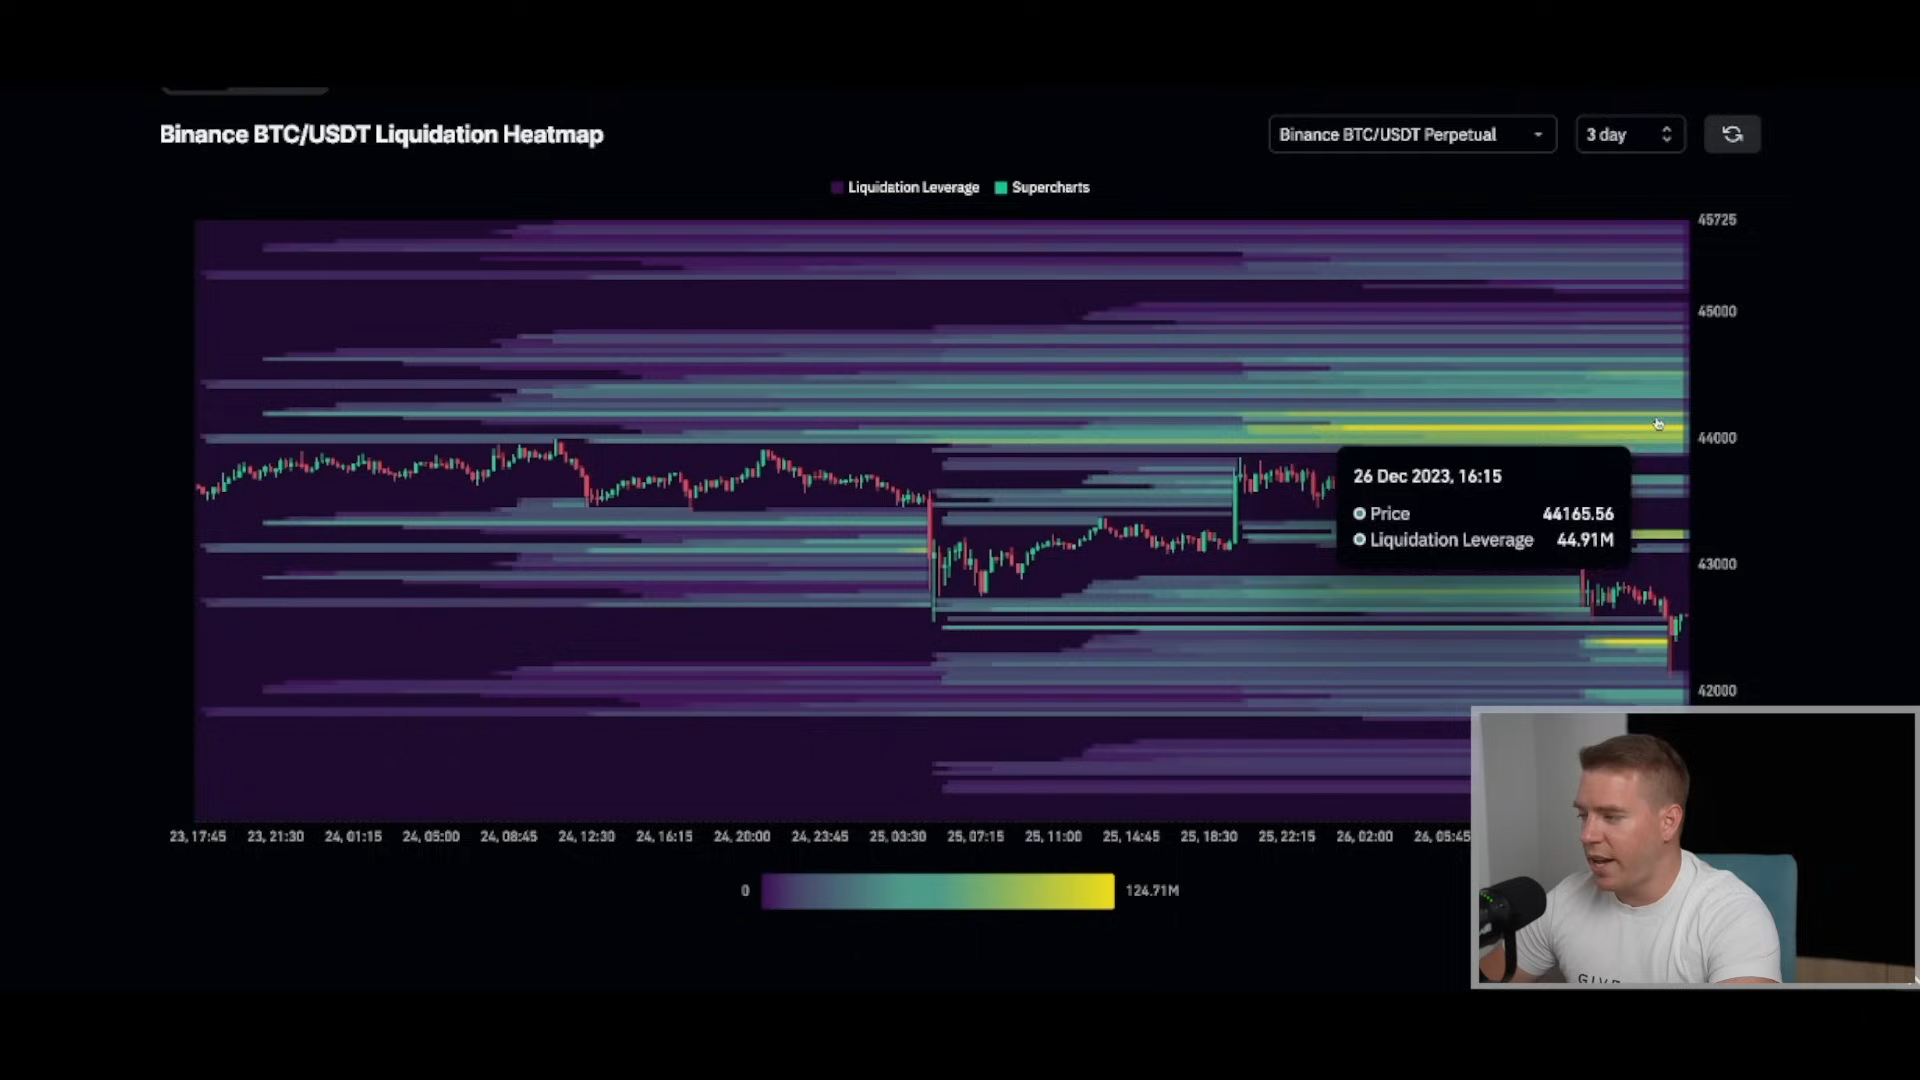 Binance BTC/USDT Liquidation Heatmap
Binance BTC/USDT Perpetual
3 day
Liquidation Leverage
Supercharts
45725
45000
44000
26 Dec 2023, 16:15
Price 44165.56
Liquidation Leverage 44.91M
43000
42000
23, 17:45 23, 21:30 24, 01:15 24, 05:00 24, 08:45 24, 12:30 24, 16:15 24, 20:00 24, 23:45 25, 03:30 25, 07:15 25, 11:00 25, 14:45 25, 18:30 25, 22:15 26, 02:00 26, 05:45
0 124.71M